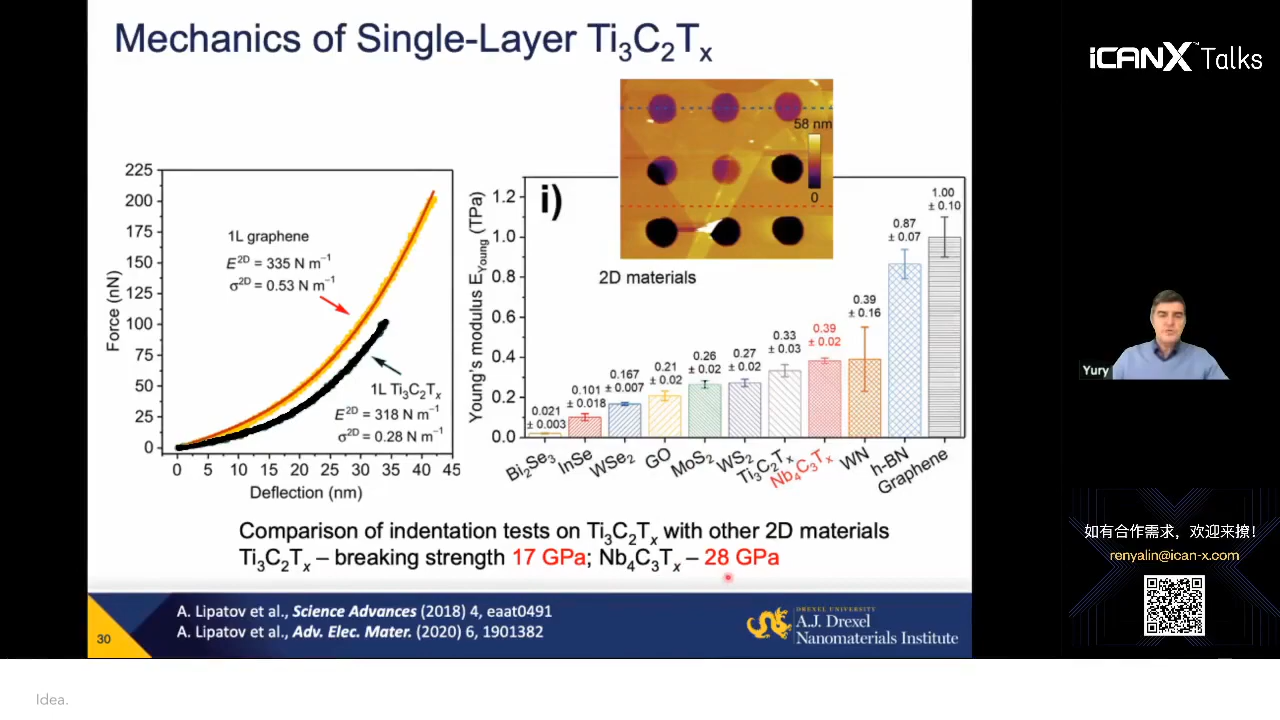 Mechanics of Single-Layer Ti₃C₂Tₓ
iCANX™ Talks
58 nm
0
225
200
175
150
125
100
75
50
25
0
Force (nN)
1L graphene
E²ᴰ = 335 N m⁻¹
σ²ᴰ = 0.53 N m⁻¹
1L Ti₃C₂Tₓ
E²ᴰ = 318 N m⁻¹
σ²ᴰ = 0.28 N m⁻¹
0 5 10 15 20 25 30 35 40 45
Deflection (nm)
i)
Young's modulus E_Young (TPa)
1.2
1.0
0.8
0.6
0.4
0.2
0.0
2D materials
0.021
± 0.003
0.101
± 0.018
0.167
± 0.007
0.21
± 0.02
0.26
± 0.02
0.27
± 0.02
0.33
± 0.03
0.39
± 0.02
0.39
± 0.16
0.87
± 0.07
1.00
± 0.10
Bi₂Se₃
InSe
WSe₂
GO
MoS₂
WS₂
Ti₃C₂Tₓ
Nb₄C₃Tₓ
WN
h-BN
Graphene
Comparison of indentation tests on Ti₃C₂Tₓ with other 2D materials
Ti₃C₂Tₓ – breaking strength 17 GPa; Nb₄C₃Tₓ – 28 GPa
30
A. Lipatov et al., Science Advances (2018) 4, eaat0491
A. Lipatov et al., Adv. Elec. Mater. (2020) 6, 1901382
DREXEL UNIVERSITY
A.J. Drexel
Nanomaterials Institute
Yury
如有合作需求，欢迎来撩！
renyalin@ican-x.com
Idea.